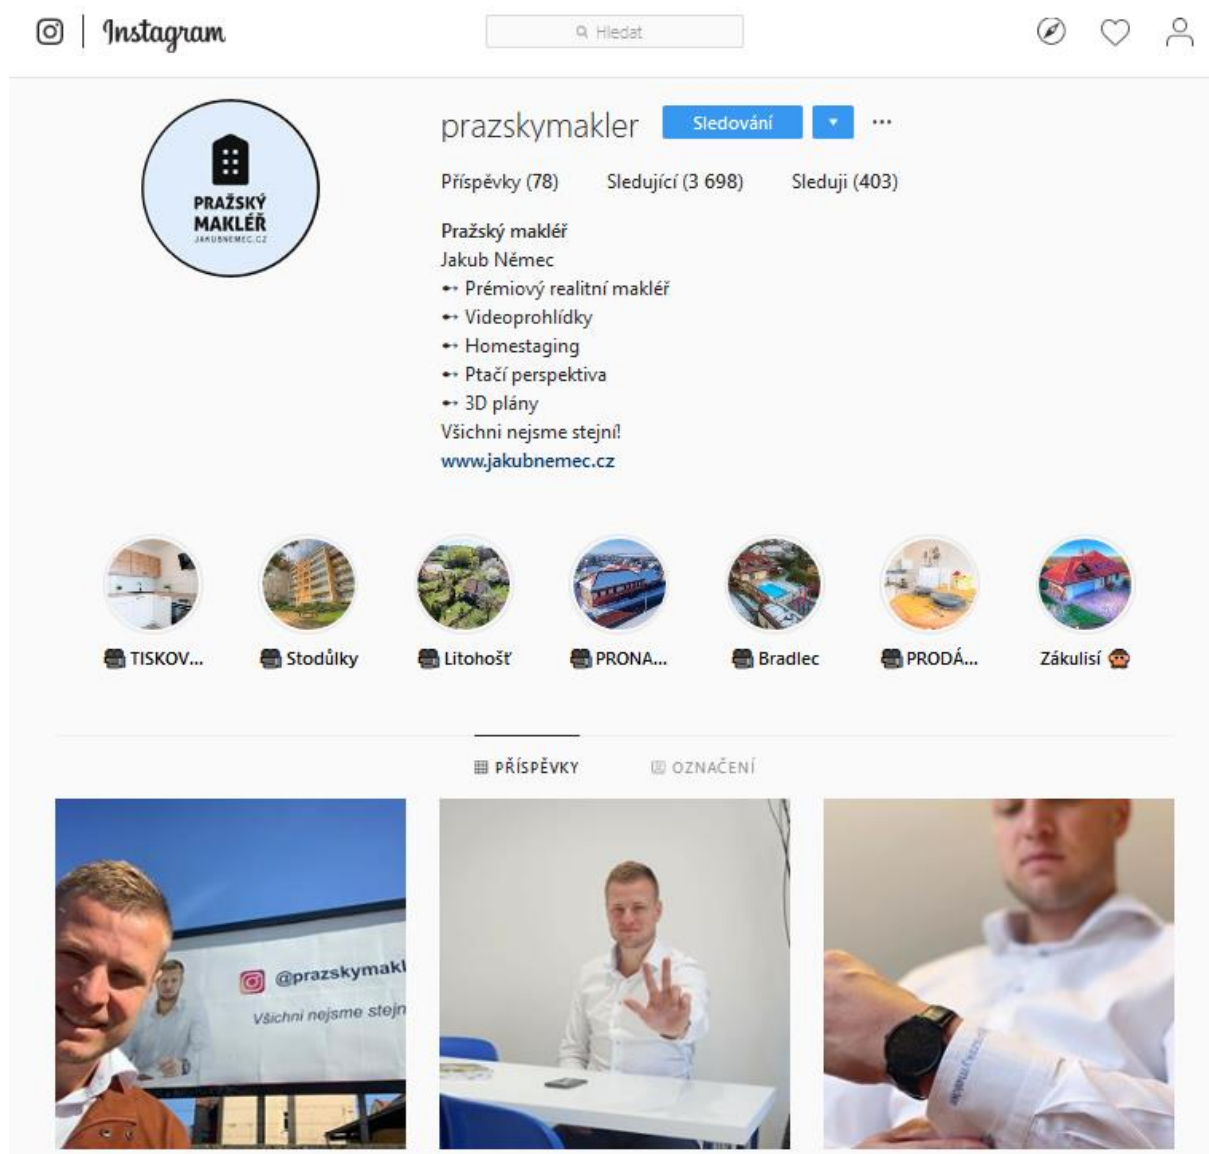 Instagram
Hledat
prazskymakler Sledování
Příspěvky (78) Sledující (3 698) Sleduji (403)
PRAŽSKÝ
MAKLÉŘ
JAKUBNEMEC.CZ
Pražský makléř
Jakub Němec
➸ Prémiový realitní makléř
➸ Videoprohlídky
➸ Homestaging
➸ Ptačí perspektiva
➸ 3D plány
Všichni nejsme stejní!
www.jakubnemec.cz
TISKOV... Stodůlky Litohošť PRONA... Bradlec PRODÁ... Zákulisí
PŘÍSPĚVKY OZNAČENÍ
@prazskymakl
Všichni nejsme stejn
prazskymakler